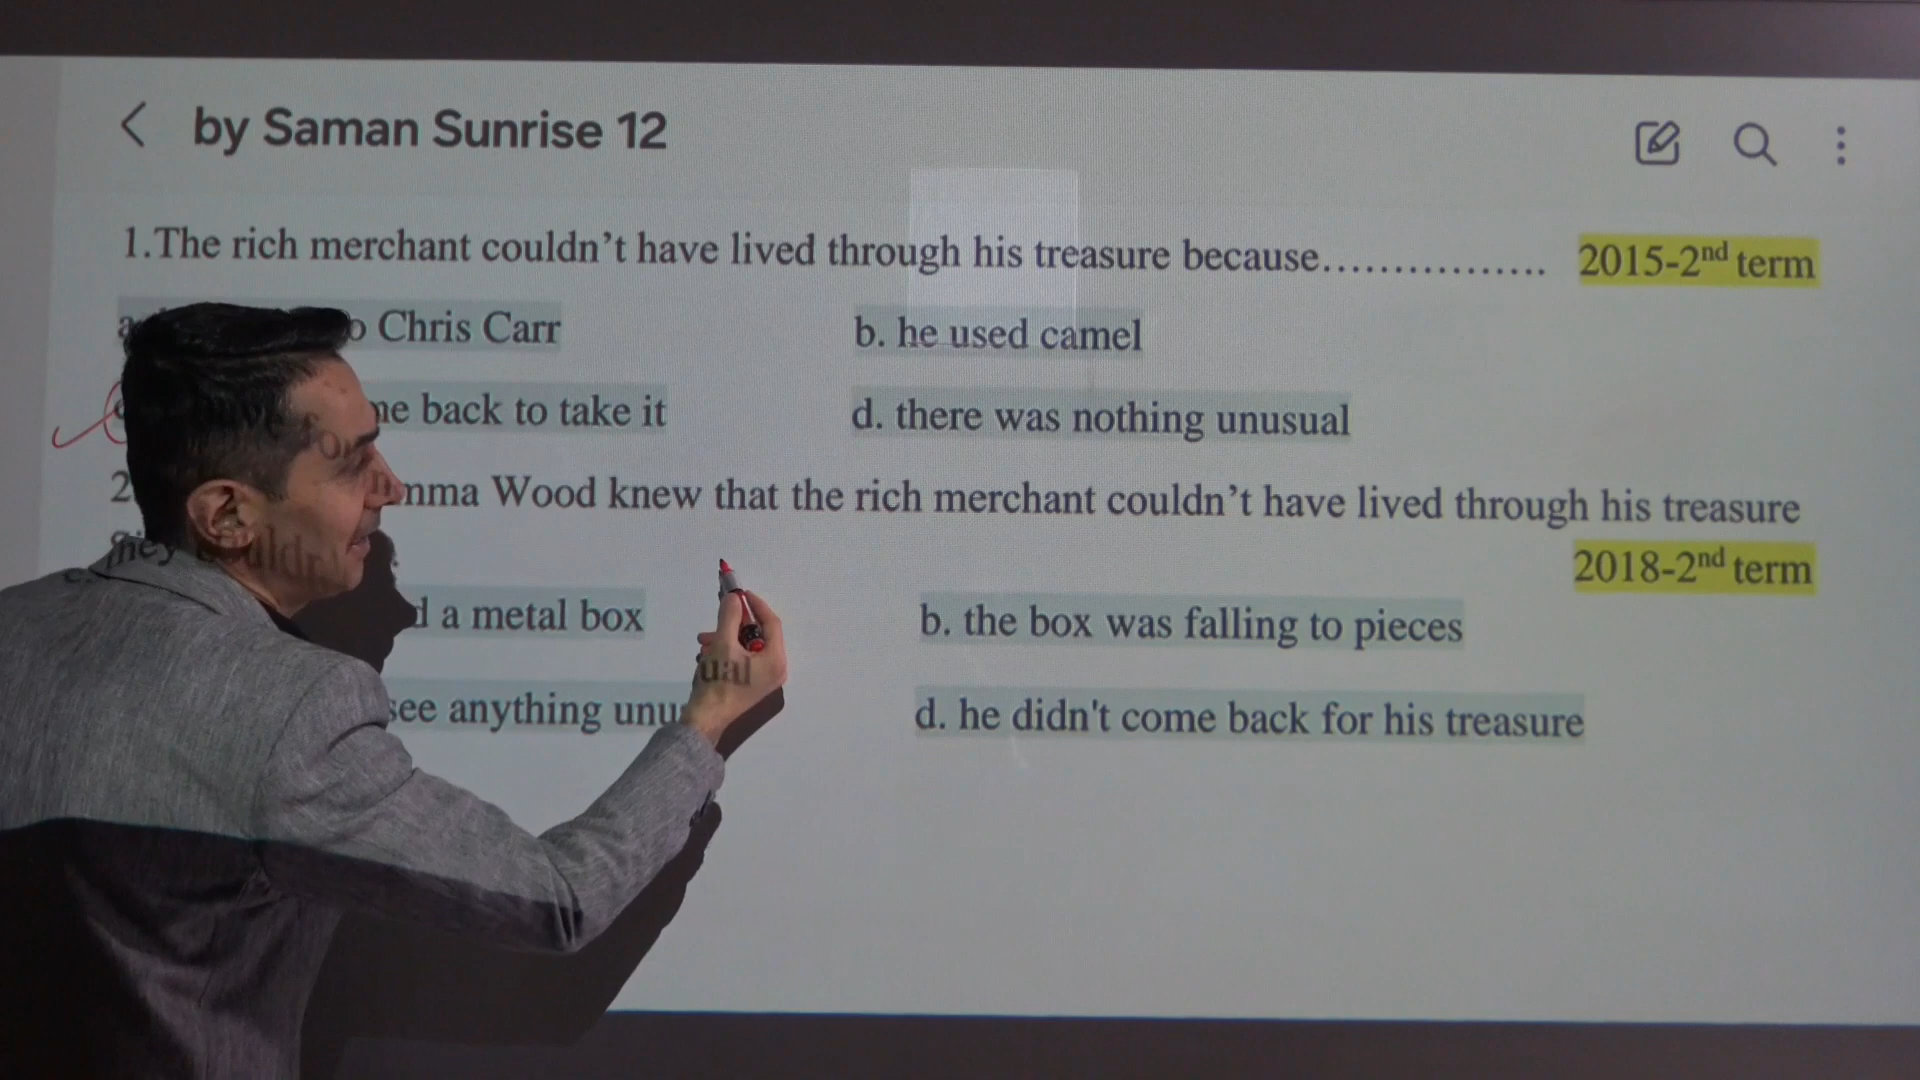 by Saman Sunrise 12
1.The rich merchant couldn’t have lived through his treasure because................ 2015-2nd term
Chris Carr b. he used camel
back to take it d. there was nothing unusual
2 Wood knew that the rich merchant couldn’t have lived through his treasure
2018-2nd term
a metal box b. the box was falling to pieces
see anything unusual d. he didn't come back for his treasure